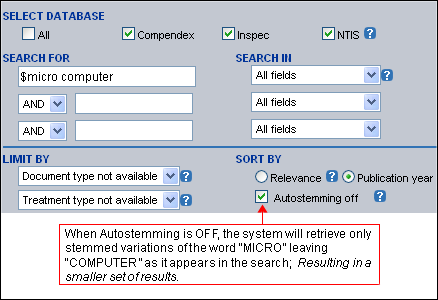 SELECT DATABASE
All Compendex Inspec NTIS ?
SEARCH FOR SEARCH IN
$micro computer All fields ?
AND All fields
AND All fields
LIMIT BY SORT BY
Document type not available ? Relevance ? Publication year
Treatment type not available ? Autostemming off ?
When Autostemming is OFF, the system will retrieve only
stemmed variations of the word "MICRO" leaving
"COMPUTER" as it appears in the search; Resulting in a
smaller set of results.